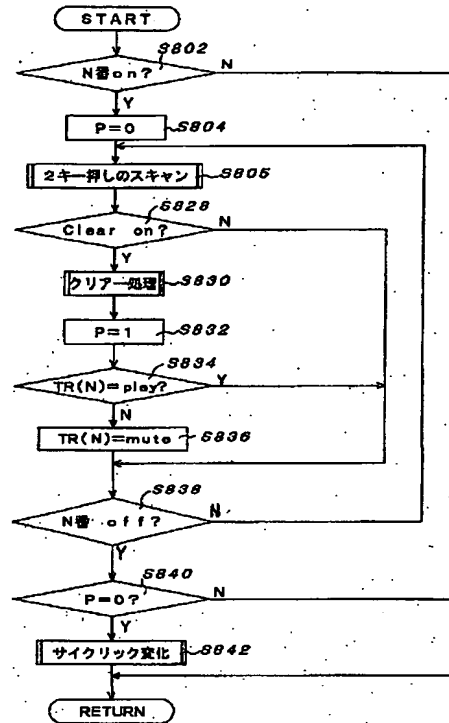 START
S802
N番on?
N
Y
P=0
S804
2キー押しのスキャン
S805
S828
Clear on?
N
Y
クリアー処理
S830
P=1
S832
S834
TR(N)=play?
Y
N
TR(N)=mute
S836
S838
N番 off?
N
Y
S840
P=0?
N
Y
サイクリック変化
S842
RETURN